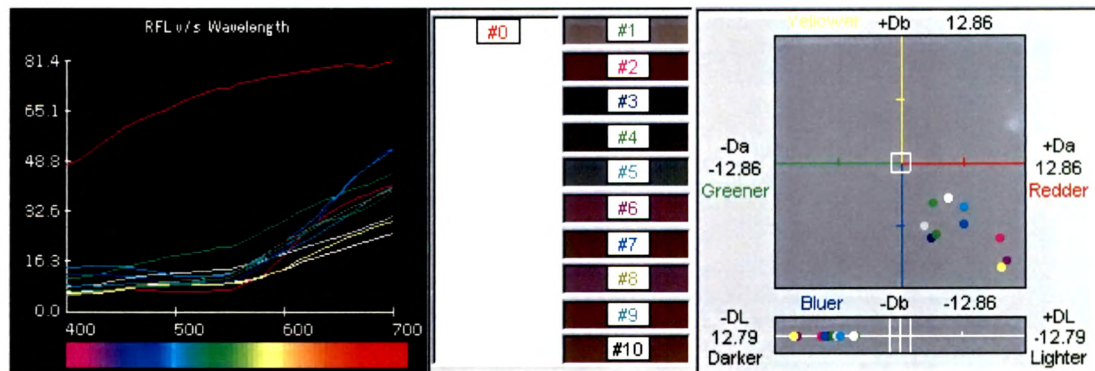 RFL v/s Wavelength
81.4
65.1
48.8
32.6
16.3
0.0
400 500 600 700
#0
#1
#2
#3
#4
#5
#6
#7
#8
#9
#10
Yellower +Db 12.86
-Da
-12.86
Greener
+Da
12.86
Redder
Bluer -Db -12.86
-DL
12.79
Darker
+DL
-12.79
Lighter